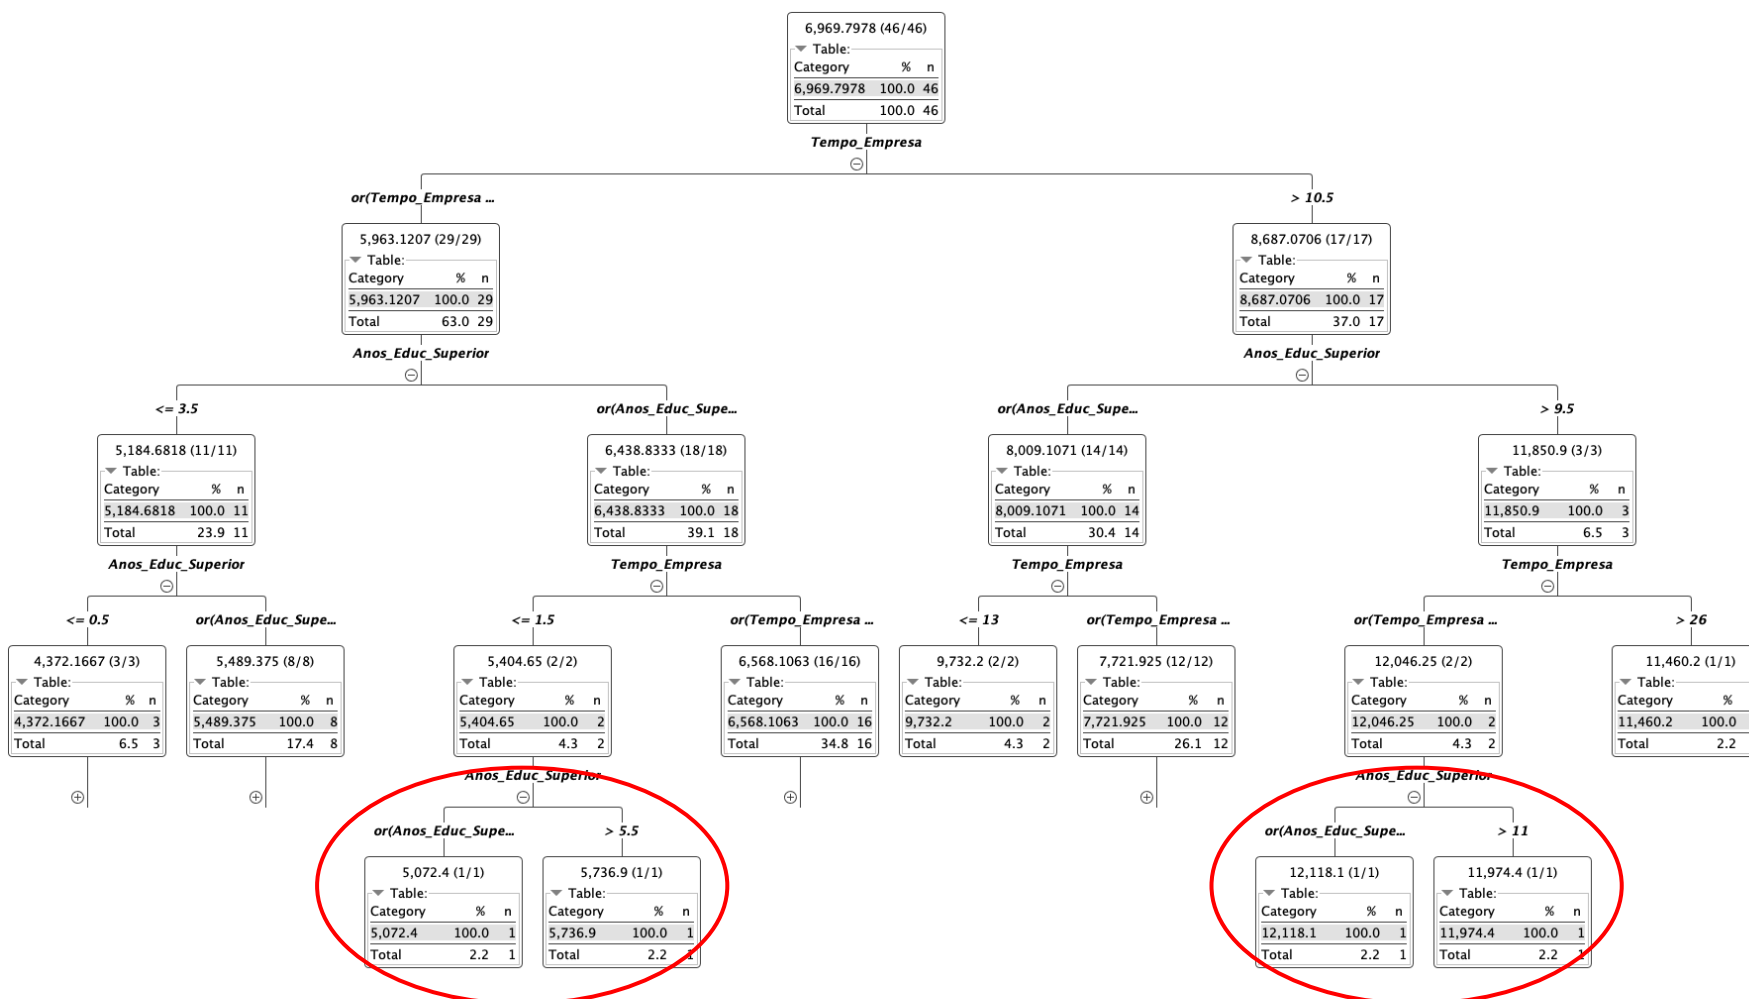 6,969.7978 (46/46)
Table:
Category % n
6,969.7978 100.0 46
Total 100.0 46
Tempo_Empresa
or(Tempo_Empresa ...
> 10.5
5,963.1207 (29/29)
Table:
Category % n
5,963.1207 100.0 29
Total 63.0 29
Anos_Educ_Superior
8,687.0706 (17/17)
Table:
Category % n
8,687.0706 100.0 17
Total 37.0 17
Anos_Educ_Superior
<= 3.5
or(Anos_Educ_Supe...
or(Anos_Educ_Supe...
> 9.5
5,184.6818 (11/11)
Table:
Category % n
5,184.6818 100.0 11
Total 23.9 11
Anos_Educ_Superior
6,438.8333 (18/18)
Table:
Category % n
6,438.8333 100.0 18
Total 39.1 18
Tempo_Empresa
8,009.1071 (14/14)
Table:
Category % n
8,009.1071 100.0 14
Total 30.4 14
Tempo_Empresa
11,850.9 (3/3)
Table:
Category % n
11,850.9 100.0 3
Total 6.5 3
Tempo_Empresa
<= 0.5
or(Anos_Educ_Supe...
<= 1.5
or(Tempo_Empresa ...
<= 13
or(Tempo_Empresa ...
or(Tempo_Empresa ...
> 26
4,372.1667 (3/3)
Table:
Category % n
4,372.1667 100.0 3
Total 6.5 3
5,489.375 (8/8)
Table:
Category % n
5,489.375 100.0 8
Total 17.4 8
5,404.65 (2/2)
Table:
Category % n
5,404.65 100.0 2
Total 4.3 2
Anos_Educ_Superior
6,568.1063 (16/16)
Table:
Category % n
6,568.1063 100.0 16
Total 34.8 16
9,732.2 (2/2)
Table:
Category % n
9,732.2 100.0 2
Total 4.3 2
7,721.925 (12/12)
Table:
Category % n
7,721.925 100.0 12
Total 26.1 12
12,046.25 (2/2)
Table:
Category % n
12,046.25 100.0 2
Total 4.3 2
Anos_Educ_Superior
11,460.2 (1/1)
Table:
Category %
11,460.2 100.0
Total 2.2
or(Anos_Educ_Supe...
> 5.5
or(Anos_Educ_Supe...
> 11
5,072.4 (1/1)
Table:
Category % n
5,072.4 100.0 1
Total 2.2 1
5,736.9 (1/1)
Table:
Category % n
5,736.9 100.0 1
Total 2.2 1
12,118.1 (1/1)
Table:
Category % n
12,118.1 100.0 1
Total 2.2 1
11,974.4 (1/1)
Table:
Category % n
11,974.4 100.0 1
Total 2.2 1